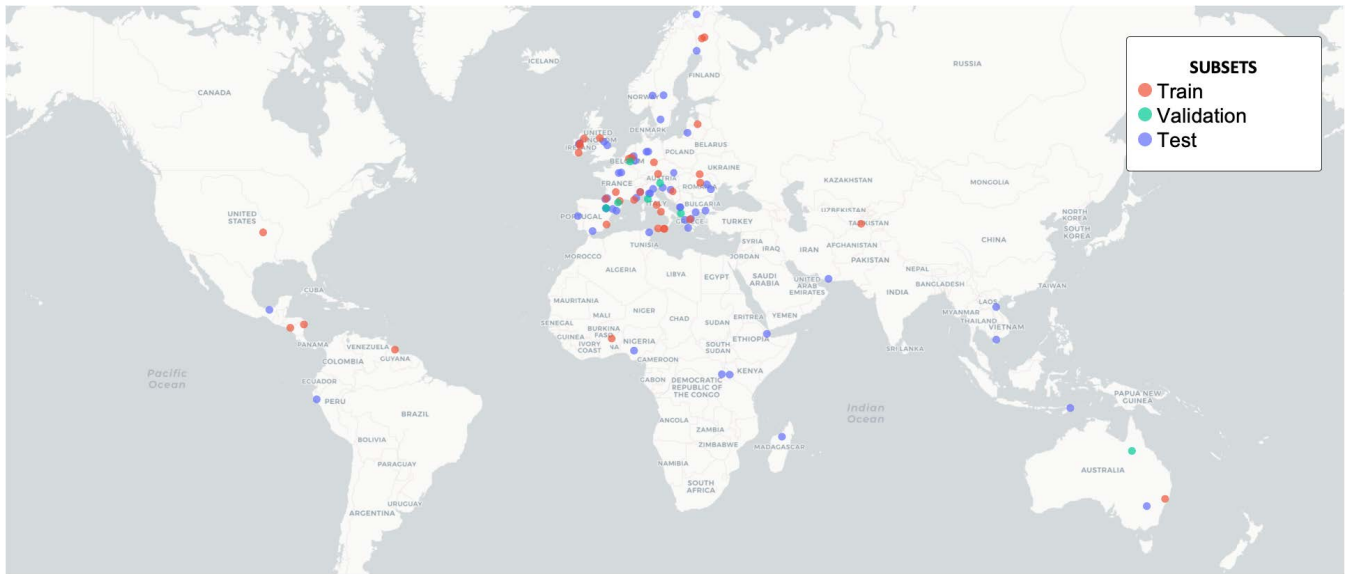 ICELAND
RUSSIA
CANADA
FINLAND
NORWAY
SUBSETS
Train
Validation
Test
UNITED
DENMARK
IRELAND
BELARUS
POLAND
BELGIUM
UKRAINE
AUSTRIA
FRANCE
KAZAKHSTAN
MONGOLIA
ITALY
BULGARIA
UZBEKISTAN
UNITED
STATES
PORTUGAL
GREECE
TURKEY
NORTH
KOREA
SOUTH
KOREA
CHINA
TUNISIA
SYRIA
IRAQ
IRAN
AFGHANISTAN
MOROCCO
JORDAN
PAKISTAN
ALGERIA
LIBYA
EGYPT
SAUDI
ARABIA
UNITED
ARAB
EMIRATES
NEPAL
BANGLADESH
TAIWAN
CUBA
INDIA
MAURITANIA
MALI
NIGER
CHAD
SUDAN
ERITREA
YEMEN
LAOS
MYANMAR
THAILAND
VIETNAM
SENEGAL
GUINEA
BURKINA
FASO
IVORY
COAST
NIGERIA
SOUTH
SUDAN
ETHIOPIA
SRI LANKA
PANAMA
VENEZUELA
GUYANA
COLOMBIA
CAMEROON
KENYA
Pacific
Ocean
ECUADOR
GABON
DEMOCRATIC
REPUBLIC OF
THE CONGO
PERU
BRAZIL
Indian
Ocean
PAPUA NEW
GUINEA
ANGOLA
ZAMBIA
ZIMBABWE
MADAGASCAR
BOLIVIA
PARAGUAY
NAMIBIA
AUSTRALIA
SOUTH
AFRICA
URUGUAY
ARGENTINA